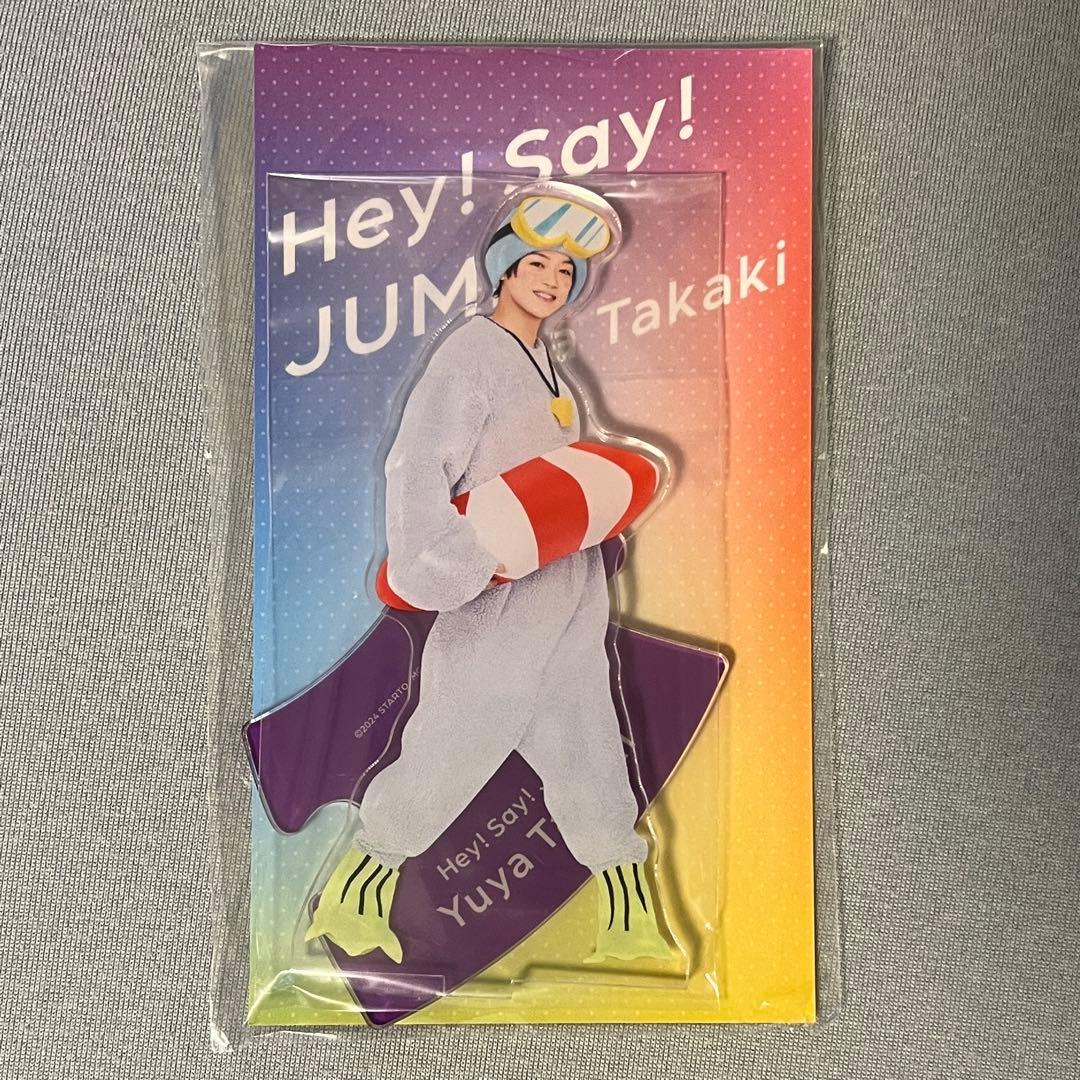 Hey! Say!
JUM
a Takaki
©2024 STARTO
Hey! Say!
Yuya T